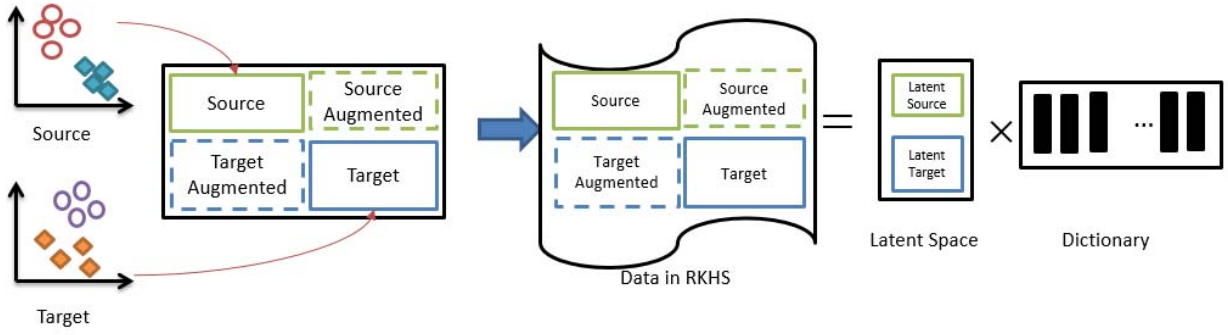 Source
Target
Source
Source
Augmented
Target
Augmented
Target
Source
Source
Augmented
Target
Augmented
Target
Data in RKHS
=
Latent
Source
Latent
Target
Latent Space
×
...
Dictionary